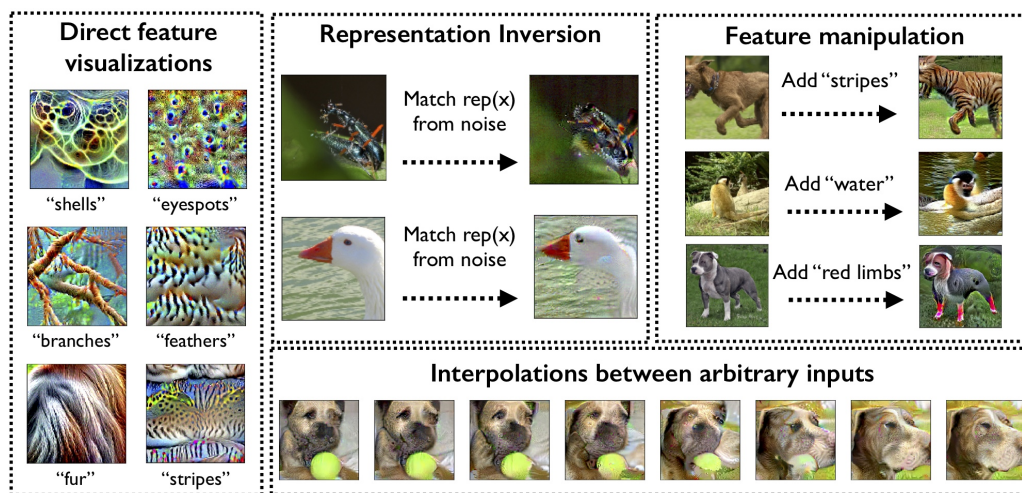 Direct feature
visualizations
“shells”
“eyespots”
“branches”
“feathers”
“fur”
“stripes”
Representation Inversion
Match rep(x)
from noise
Match rep(x)
from noise
Feature manipulation
Add “stripes”
Add “water”
Add “red limbs”
Interpolations between arbitrary inputs